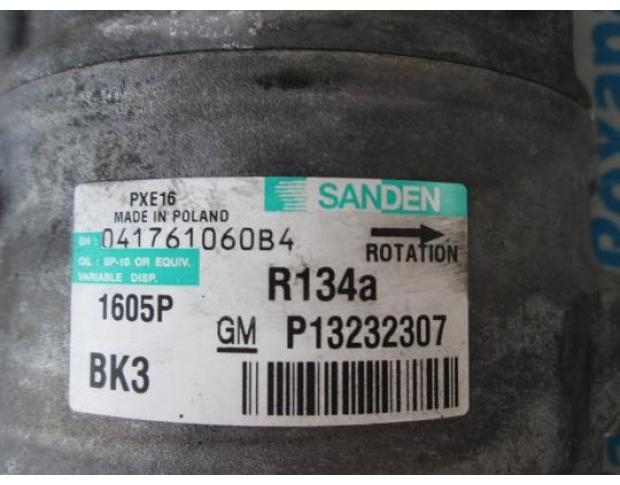 PXE16
MADE IN POLAND
SANDEN
SN: 041761060B4
ROTATION
OIL : SP-10 OR EQUIV.
VARIABLE DISP.
R134a
1605P
GM P13232307
BK3